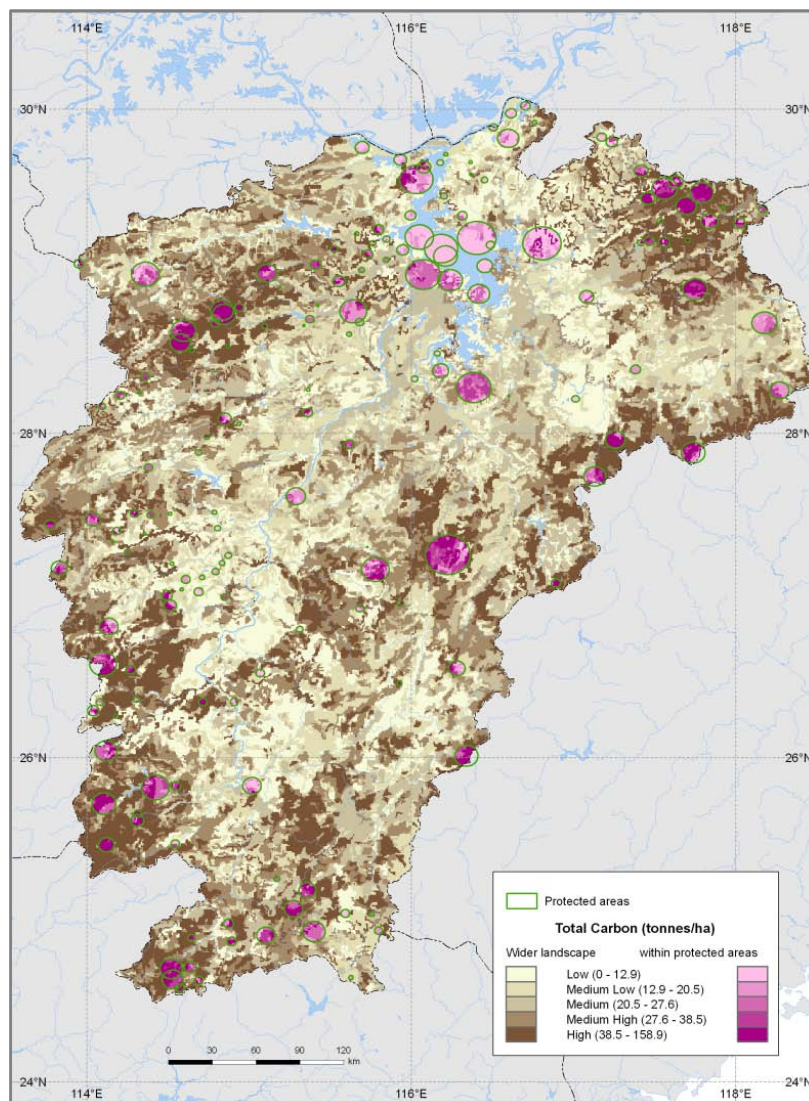 114°E 116°E 118°E
30°N 30°N
28°N 28°N
26°N 26°N
Protected areas
Total Carbon (tonnes/ha)
Wider landscape within protected areas
Low (0 - 12.9)
Medium Low (12.9 - 20.5)
Medium (20.5 - 27.6)
Medium High (27.6 - 38.5)
High (38.5 - 158.9)
0 30 60 90 120
km
24°N 24°N
114°E 116°E 118°E